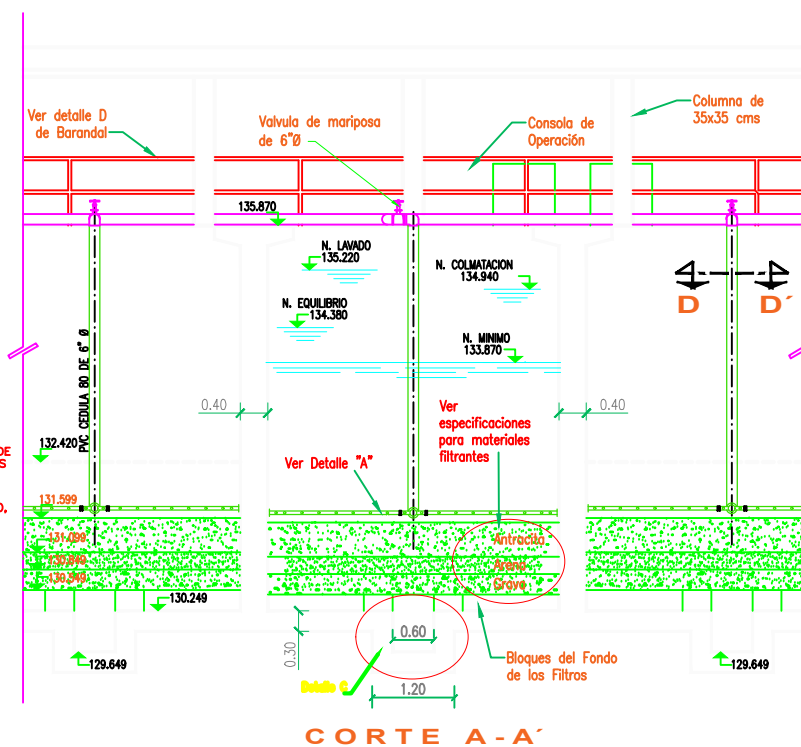 Ver detalle D
de Barandal
Valvula de mariposa
de 6"Ø
Consola de
Operación
Columna de
35x35 cms
135.870
N. LAVADO
135.220
N. COLMATACION
134.940
N. EQUILIBRIO
134.380
N. MINIMO
133.870
D
D´
PVC CEDULA 80 DE 6" Ø
0.40
0.40
Ver
especificaciones
para materiales
filtrantes
DE
S
132.420
Ver Detalle "A"
131.599
O,
131.099
130.849
130.549
Antracita
Arena
Grava
130.249
0.60
0.30
129.649
Bloques del Fondo
de los Filtros
129.649
Detalle C
1.20
CORTE A-A´